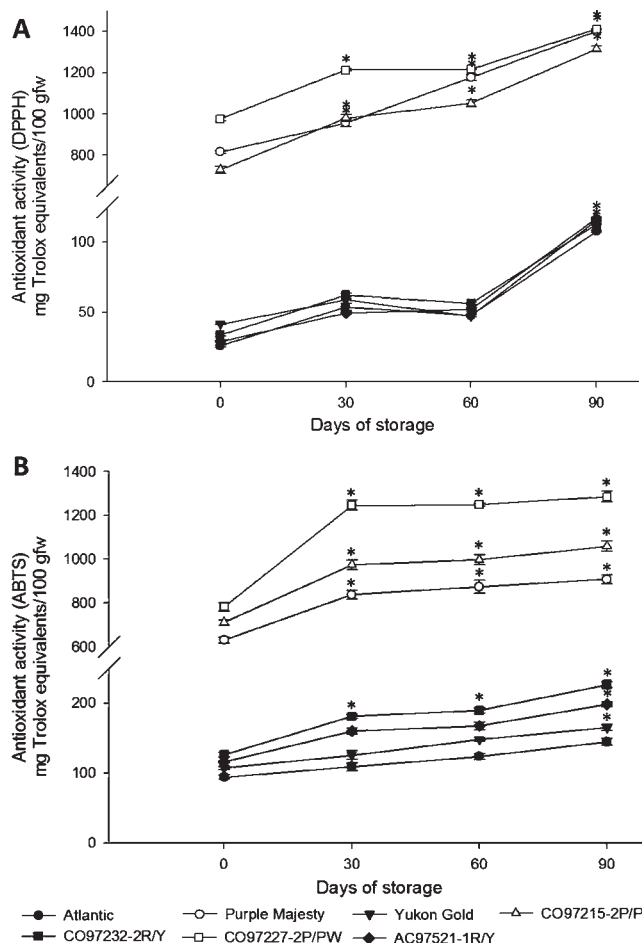 A
Antioxidant activity (DPPH)
mg Trolox equivalents/100 gfw
1400
1200
1000
800
100
50
0
* * * * * * * * * *
0 30 60 90
Days of storage
B
Antioxidant activity (ABTS)
mg Trolox equivalents/100 gfw
1400
1200
1000
800
600
200
100
0
* * * * * * * * * * * * * *
0 30 60 90
Days of storage
Atlantic
Purple Majesty
Yukon Gold
CO97215-2P/P
CO97232-2R/Y
CO97227-2P/PW
AC97521-1R/Y